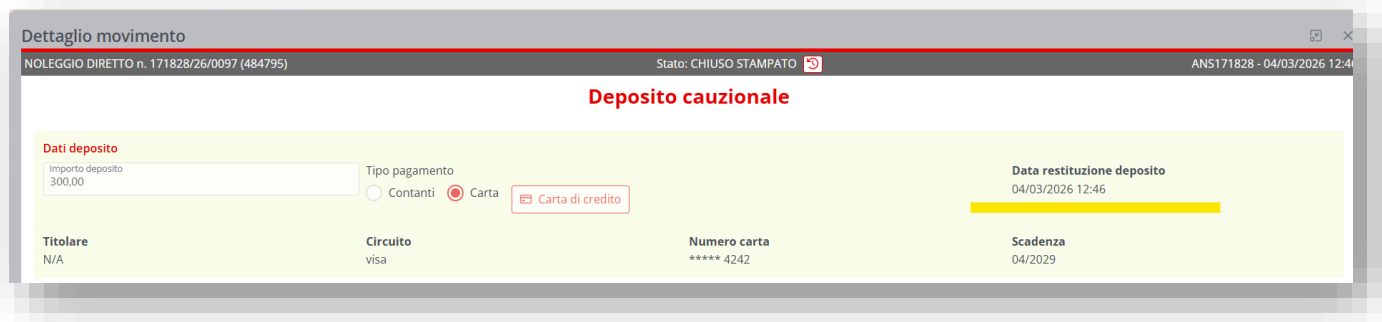 Dettaglio movimento
NOLEGGIO DIRETTO n. 171828/26/0097 (484795) Stato: CHIUSO STAMPATO ANS171828 - 04/03/2026 12:46
Deposito cauzionale
Dati deposito
Importo deposito
300,00
Tipo pagamento
Contanti Carta Carta di credito
Data restituzione deposito
04/03/2026 12:46
Titolare Circuito Numero carta Scadenza
N/A visa ***** 4242 04/2029